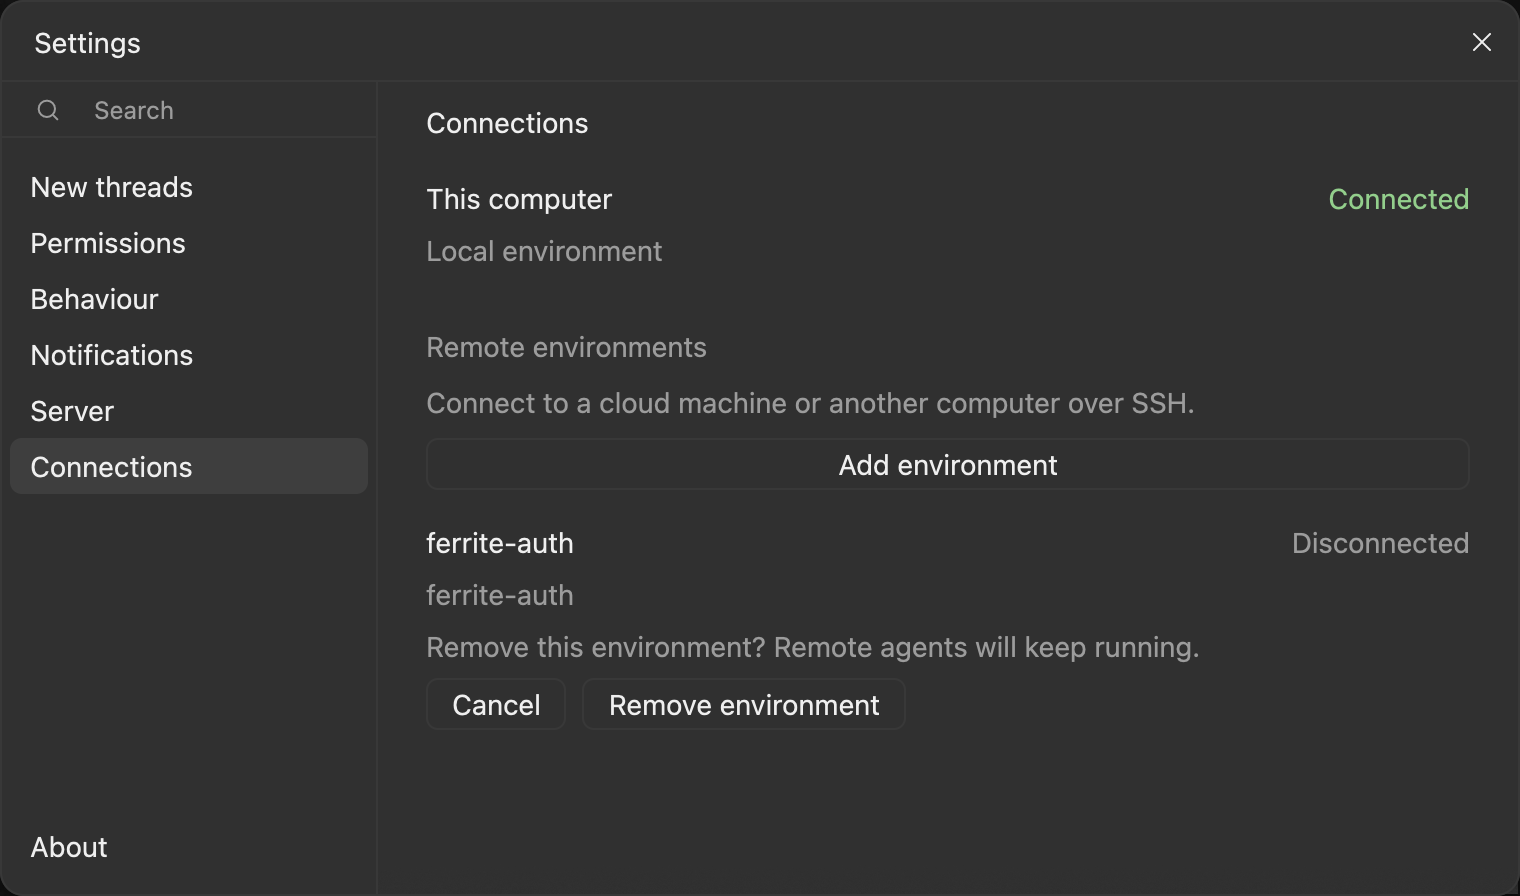 Settings
Search
New threads
Permissions
Behaviour
Notifications
Server
Connections
About
Connections
This computer
Connected
Local environment
Remote environments
Connect to a cloud machine or another computer over SSH.
Add environment
ferrite-auth
Disconnected
ferrite-auth
Remove this environment? Remote agents will keep running.
Cancel
Remove environment